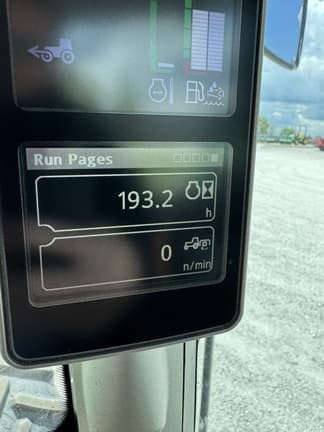 Run Pages
193.2
h
0
n/min